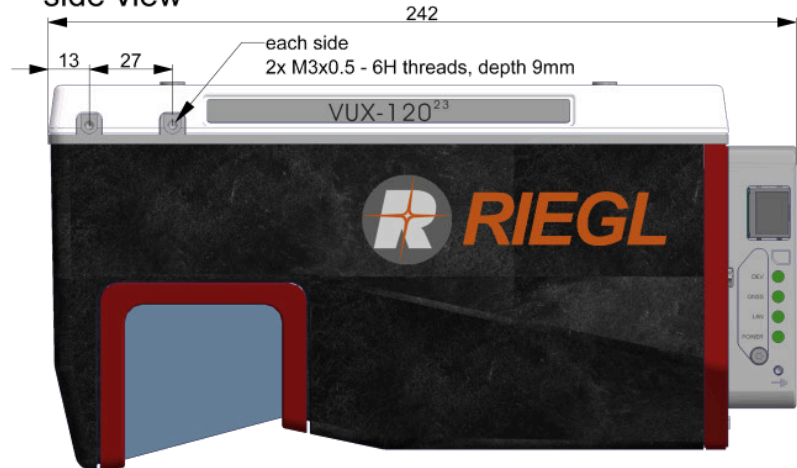 side view
242
13
27
each side
2x M3x0.5 - 6H threads, depth 9mm
VUX-120²³
R RIEGL
DEV
GNSS
LAN
POWER